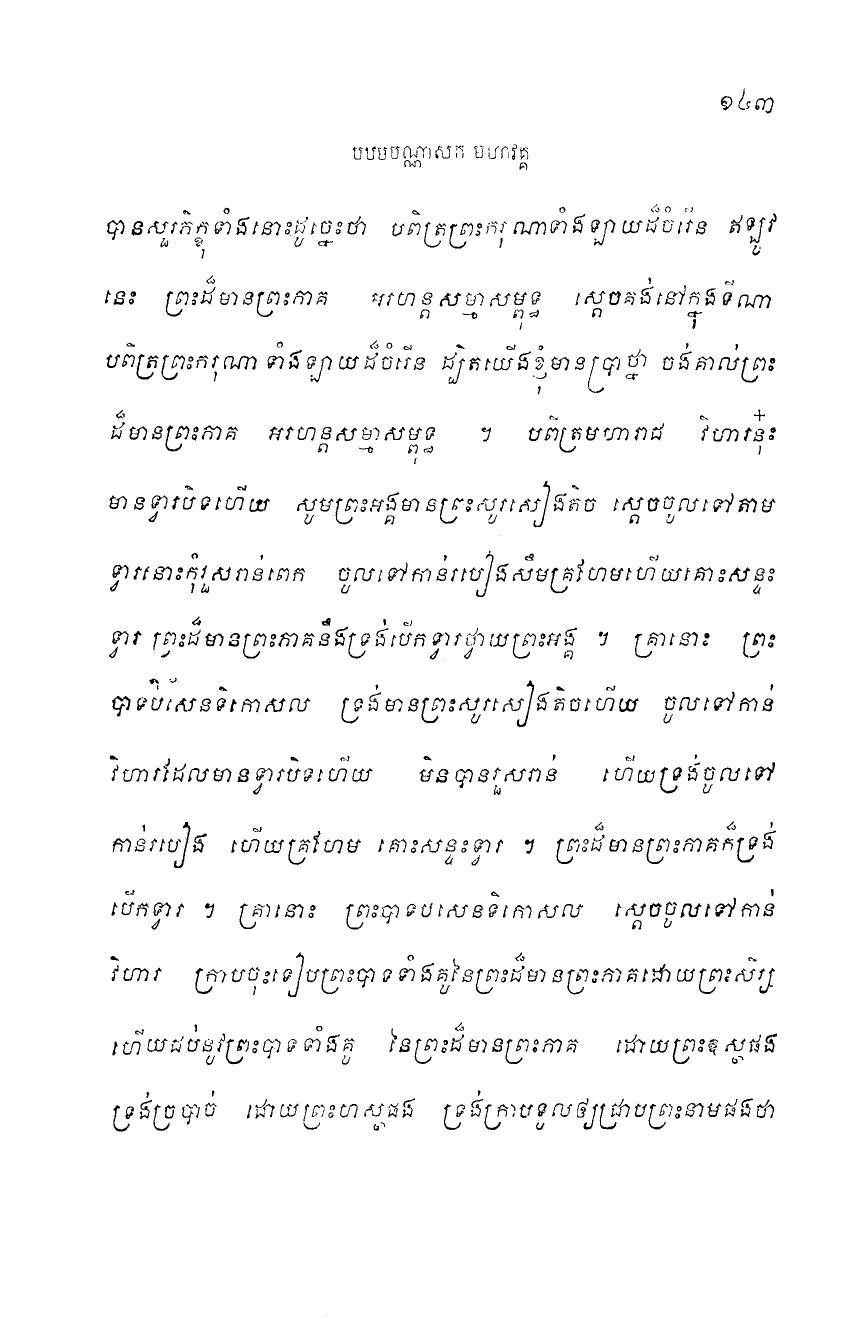 ១៤៣
បឋមបណ្ណាសក មហាវគ្គ
បានសួរភិក្ខុទាំងនោះដូច្នេះថា បពិត្រព្រះករុណាទាំងឡាយដ៏ចំរើន ឥឡូវ
នេះ ព្រះដ៏មានព្រះភាគ អរហន្តសម្មាសម្ពុទ្ធ ស្តេចគង់នៅក្នុងទីណា
បពិត្រព្រះករុណា ទាំងឡាយដ៏ចំរើន ដ្បិតយើងខ្ញុំមានប្រាថ្នា ចង់គាល់ព្រះ
ដ៏មានព្រះភាគ អរហន្តសម្មាសម្ពុទ្ធ ។ បពិត្រមហារាជ វិហារនុ៎ះ
មានទ្វារបិទហើយ សូមព្រះអង្គមានព្រះសូរសៀងតិច ស្តេចចូលទៅតាម
ទ្វារនោះកុំរួសរាន់ពេក ចូលទៅកាន់របៀងសឹមគ្រហែមហើយគោះសន្ទះ
ទ្វារ ព្រះដ៏មានព្រះភាគនឹងទ្រង់បើកទ្វារថ្វាយព្រះអង្គ ។ គ្រានោះ ព្រះ
បាទបសេនទិកោសល ទ្រង់មានព្រះសូរសៀងតិចហើយ ចូលទៅកាន់
វិហារដែលមានទ្វារបិទហើយ មិនបានរួសរាន់ ហើយទ្រង់ចូលទៅ
កាន់របៀង ហើយគ្រហែម គោះសន្ទះទ្វារ ។ ព្រះដ៏មានព្រះភាគក៏ទ្រង់
បើកទ្វារ ។ គ្រានោះ ព្រះបាទបសេនទិកោសល ស្តេចចូលទៅកាន់
វិហារ ក្រាបចុះទៀបព្រះបាទទាំងគូនៃព្រះដ៏មានព្រះភាគដោយព្រះសិរ្ស
ហើយដប់នូវព្រះបាទទាំងគូ នៃព្រះដ៏មានព្រះភាគ ដោយព្រះឱស្ឋផង
ទ្រង់ច្របាច់ ដោយព្រះហស្តផង ទ្រង់ក្រាបទូលឲ្យជ្រាបព្រះនាមផងថា